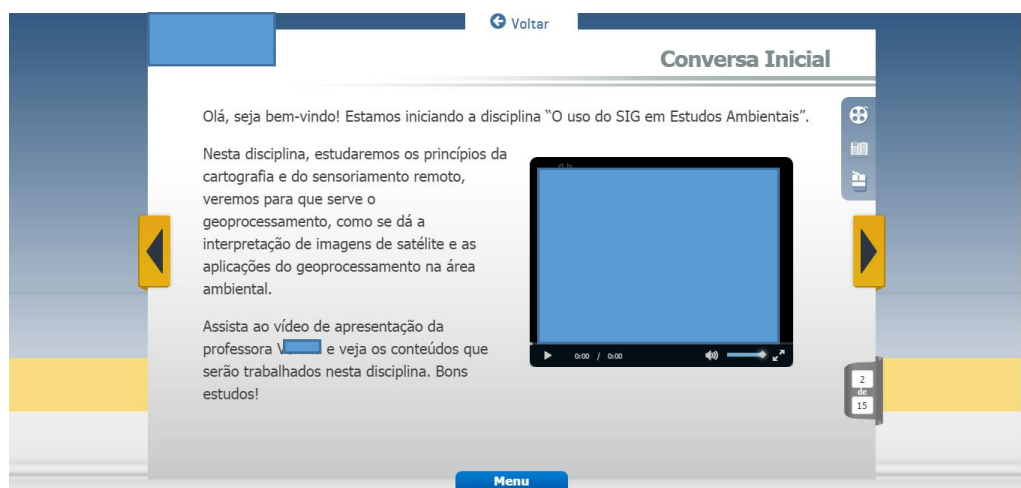 Voltar
Conversa Inicial
Olá, seja bem-vindo! Estamos iniciando a disciplina “O uso do SIG em Estudos Ambientais”.
Nesta disciplina, estudaremos os princípios da
cartografia e do sensoriamento remoto,
veremos para que serve o
geoprocessamento, como se dá a
interpretação de imagens de satélite e as
aplicações do geoprocessamento na área
ambiental.
Assista ao vídeo de apresentação da
professora e veja os conteúdos que
serão trabalhados nesta disciplina. Bons
estudos!
0:00 / 0:00
2
de
15
Menu